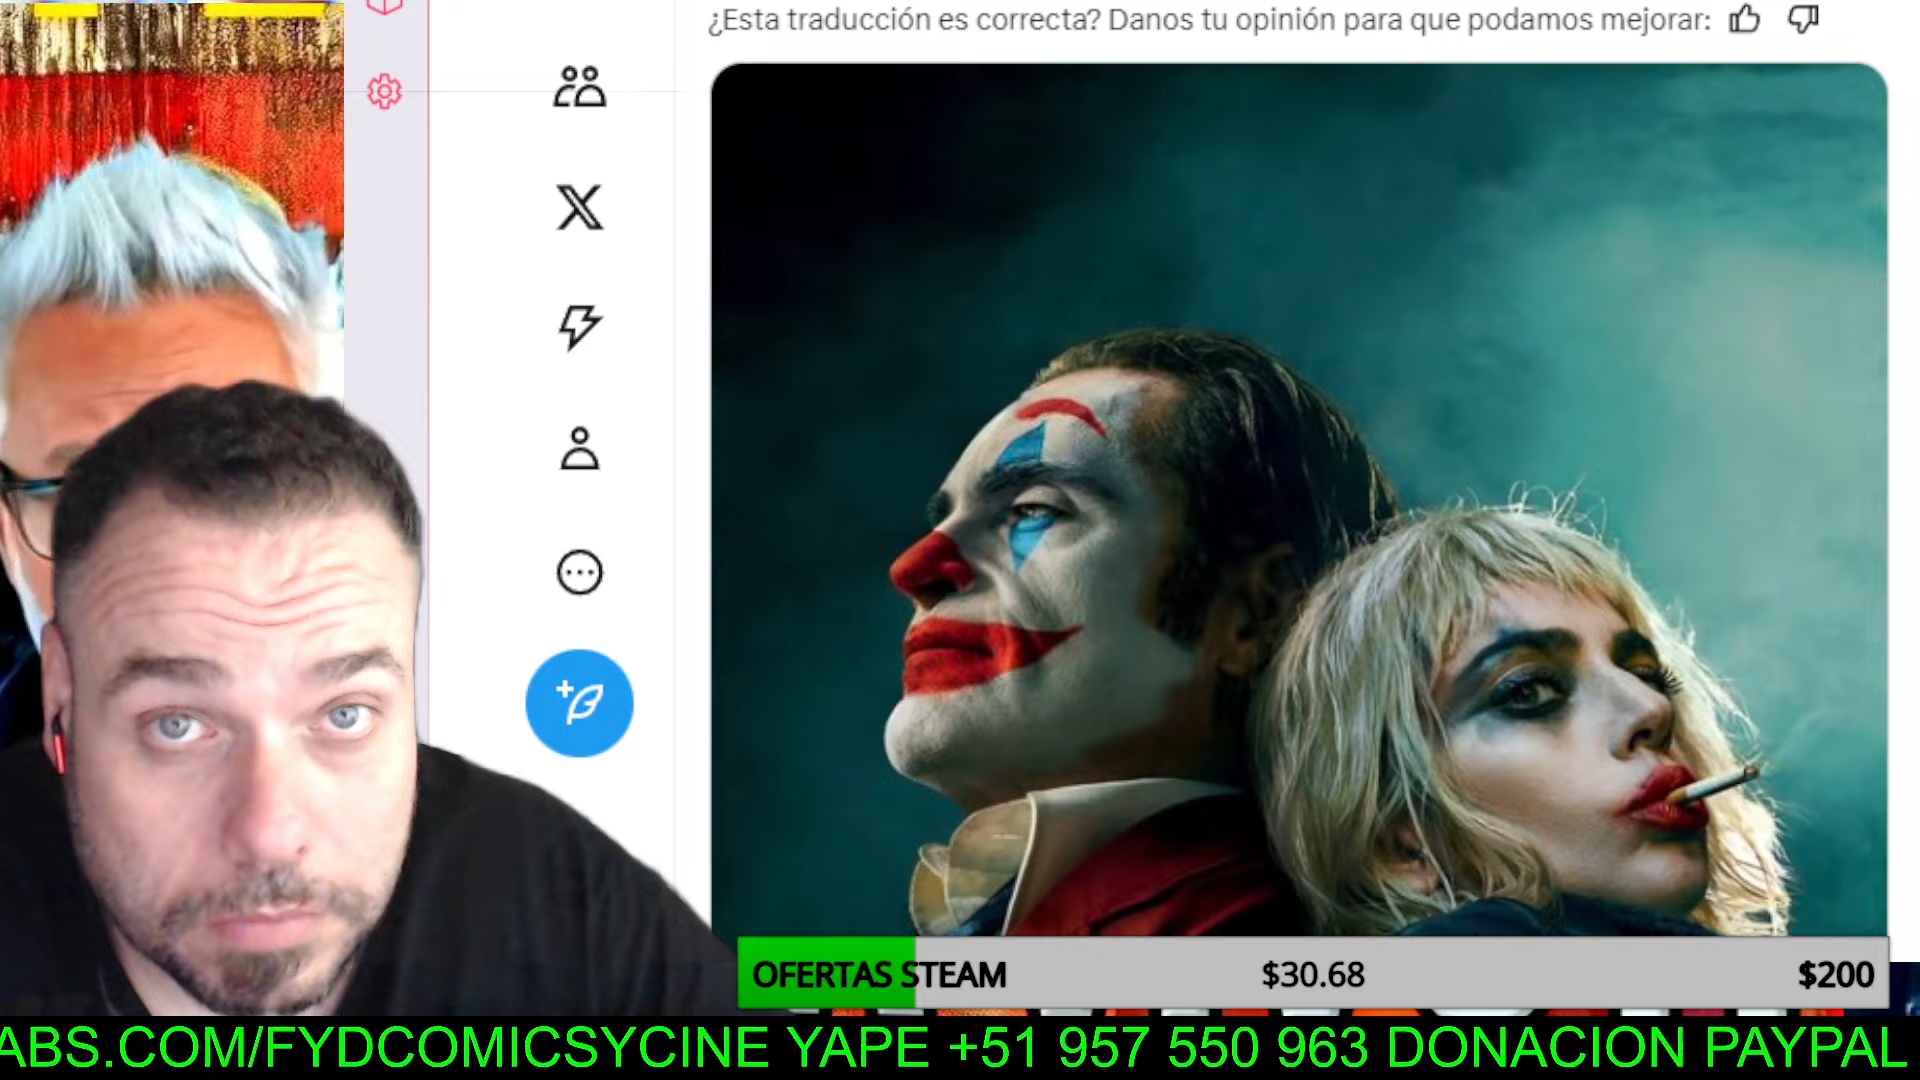 ¿Esta traducción es correcta? Danos tu opinión para que podamos mejorar:
OFERTAS STEAM $30.68 $200
ABS.COM/FYDCOMICSYCINE YAPE +51 957 550 963 DONACION PAYPAL